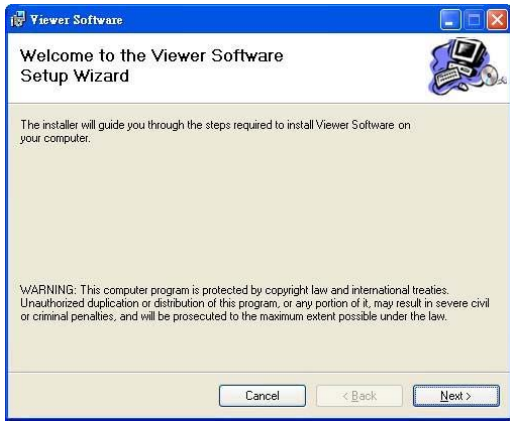 Viewer Software
Welcome to the Viewer Software
Setup Wizard
The installer will guide you through the steps required to install Viewer Software on
your computer.
WARNING: This computer program is protected by copyright law and international treaties.
Unauthorized duplication or distribution of this program, or any portion of it, may result in severe civil
or criminal penalties, and will be prosecuted to the maximum extent possible under the law.
Cancel < Back Next >